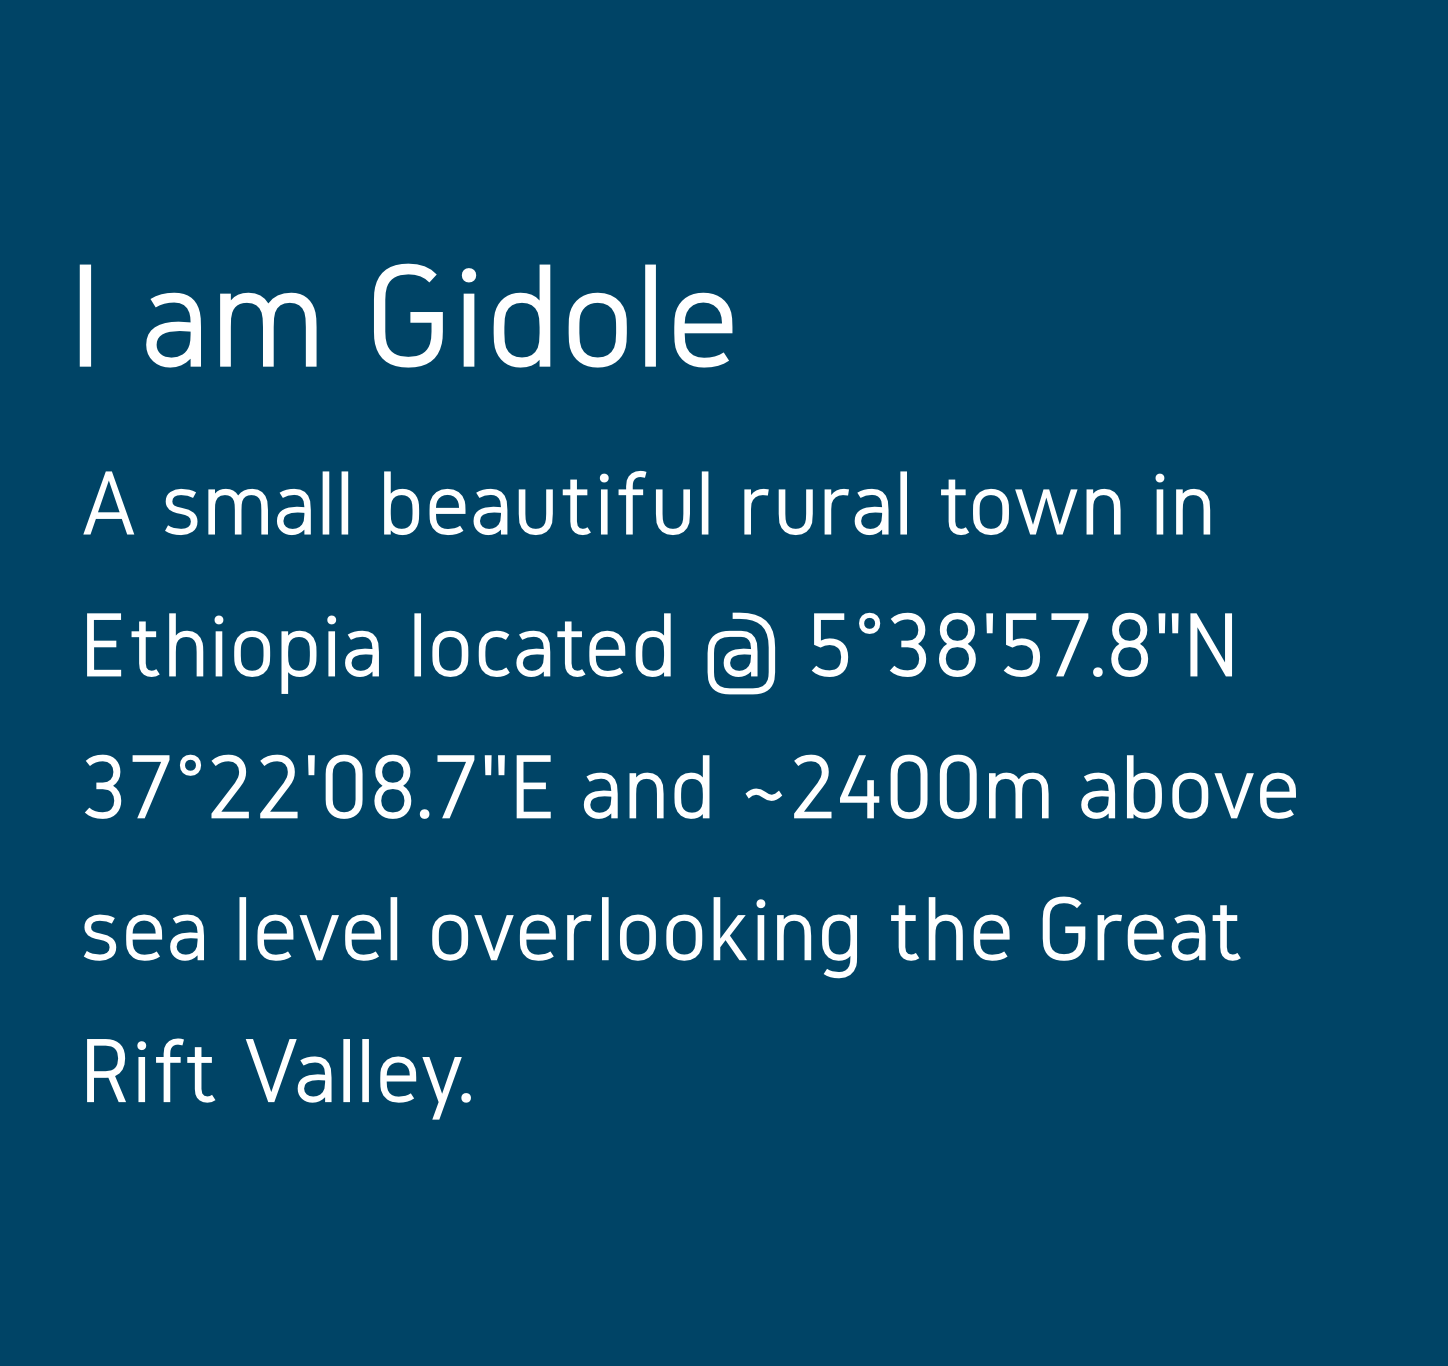 I am Gidole
A small beautiful rural town in
Ethiopia located @ 5°38'57.8"N
37°22'08.7"E and ~2400m above
sea level overlooking the Great
Rift Valley.